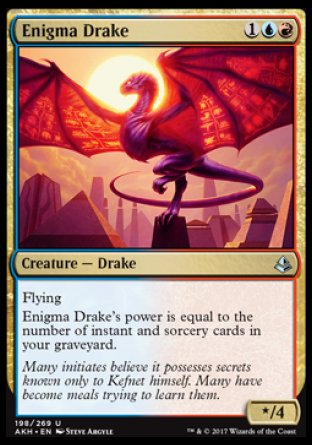 Enigma Drake 1
Creature — Drake
Flying
Enigma Drake's power is equal to the
number of instant and sorcery cards in
your graveyard.
Many initiates believe it possesses secrets
known only to Kefnet himself. Many have
become meals trying to learn them.
*/4
198/269 U
AKH • EN Steve Argyle ™ & © 2017 Wizards of the Coast